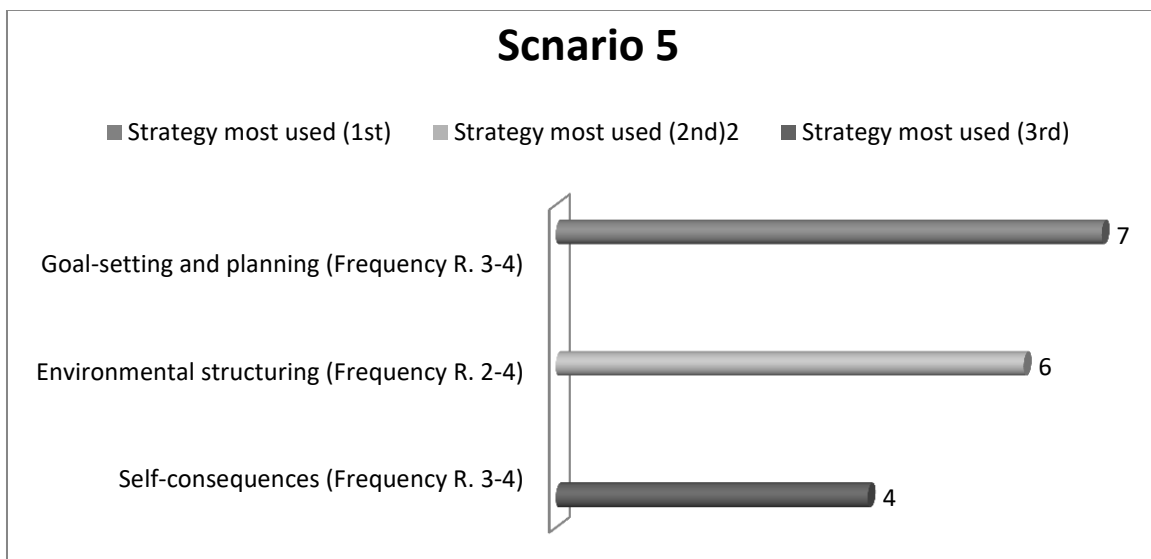 Scnario 5
Strategy most used (1st) Strategy most used (2nd)2 Strategy most used (3rd)
7
Goal-setting and planning (Frequency R. 3-4)
6
Environmental structuring (Frequency R. 2-4)
Self-consequences (Frequency R. 3-4)
4